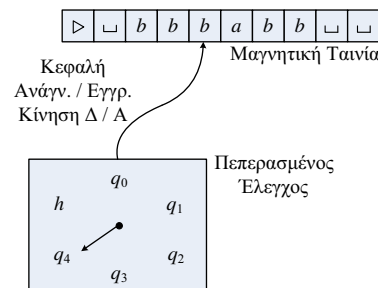 ▷ ⌴ b b b a b b ⌴ ⌴
Μαγνητική Ταινία
Κεφαλή
Ανάγν. / Εγγρ.
Κίνηση Δ / Α
Πεπερασμένος
Έλεγχος
q0
h q1
q4 q2
q3